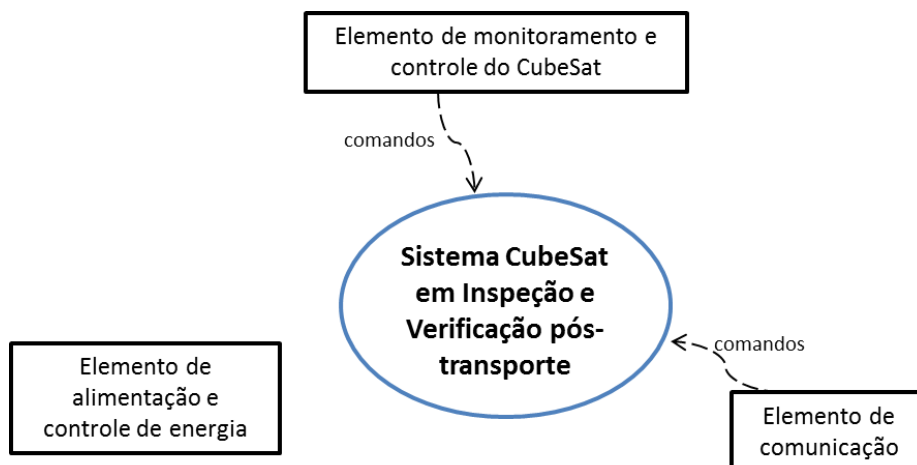 Elemento de monitoramento e
controle do CubeSat
comandos
Sistema CubeSat
em Inspeção e
Verificação pós-
transporte
comandos
Elemento de
alimentação e
controle de energia
Elemento de
comunicação